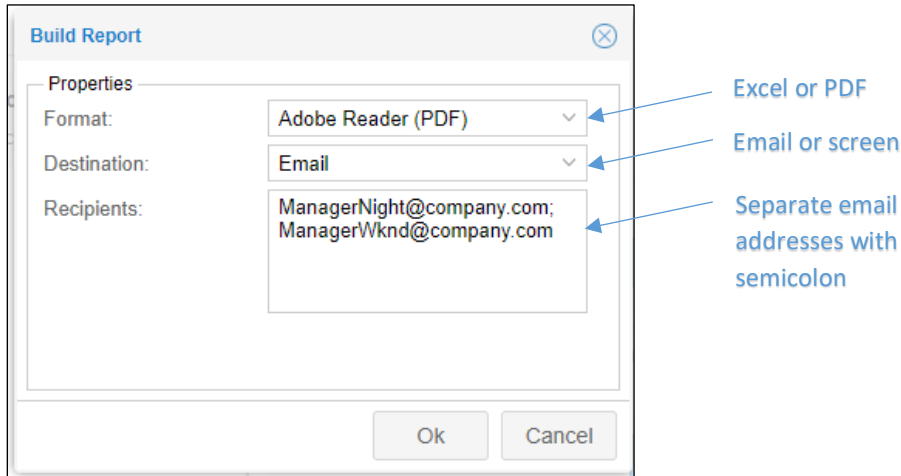 Build Report
Properties
Format:
Adobe Reader (PDF)
Excel or PDF
Destination:
Email
Email or screen
Recipients:
ManagerNight@company.com;
ManagerWknd@company.com
Separate email
addresses with
semicolon
Ok
Cancel